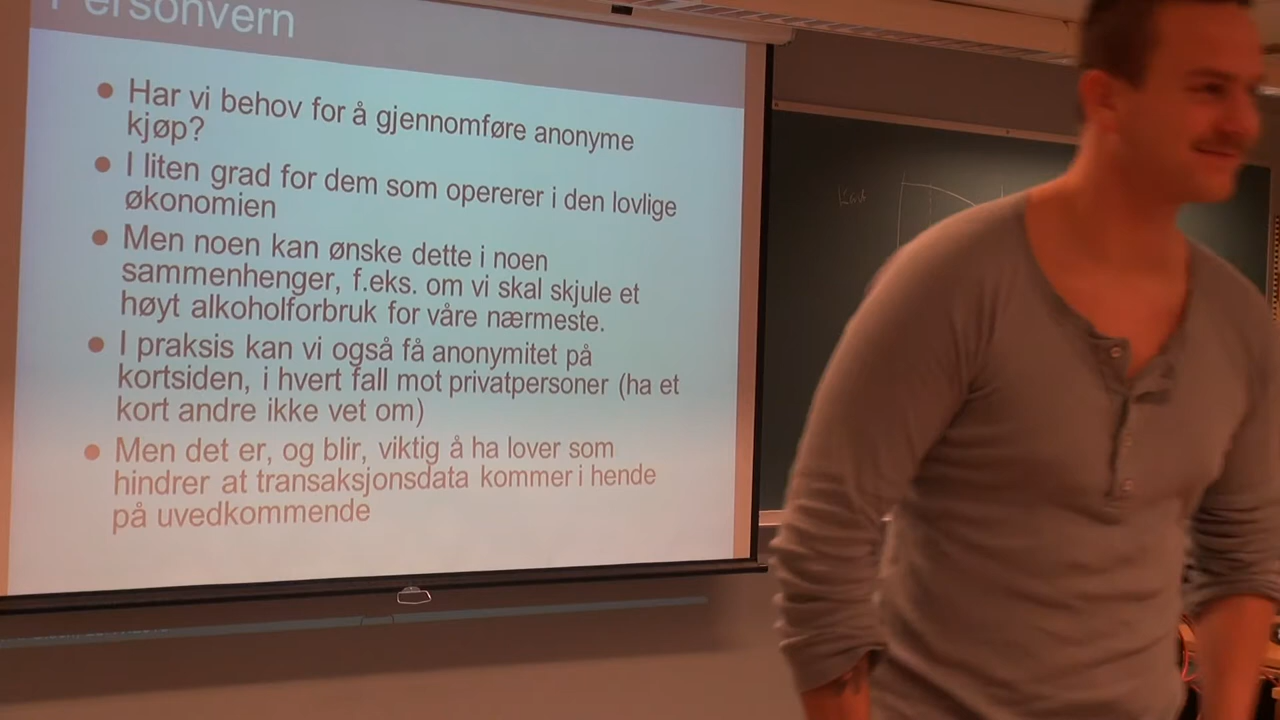 Personvern
Har vi behov for å gjennomføre anonyme
kjøp?
I liten grad for dem som opererer i den lovlige
økonomien
Men noen kan ønske dette i noen
sammenhenger, f.eks. om vi skal skjule et
høyt alkoholforbruk for våre nærmeste.
I praksis kan vi også få anonymitet på
kortsiden, i hvert fall mot privatpersoner (ha et
kort andre ikke vet om)
Men det er, og blir, viktig å ha lover som
hindrer at transaksjonsdata kommer i hende
på uvedkommende